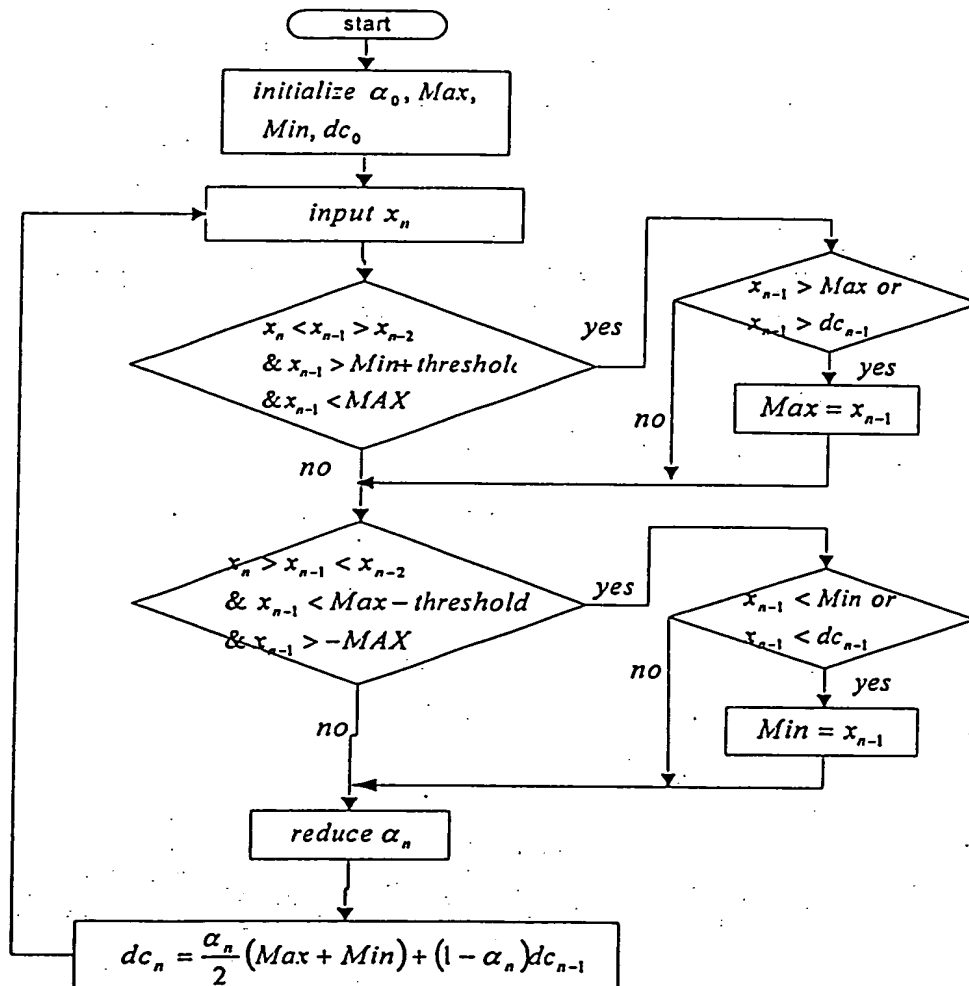 start
initialize α₀, Max,
Min, dc₀
input xₙ
xₙ < xₙ₋₁ > xₙ₋₂
& xₙ₋₁ > Min + threshold
& xₙ₋₁ < MAX
yes
no
xₙ₋₁ > Max or
xₙ₋₁ > dcₙ₋₁
yes
no
Max = xₙ₋₁
xₙ > xₙ₋₁ < xₙ₋₂
& xₙ₋₁ < Max − threshold
& xₙ₋₁ > −MAX
yes
no
xₙ₋₁ < Min or
xₙ₋₁ < dcₙ₋₁
yes
no
Min = xₙ₋₁
reduce αₙ
dcₙ = αₙ/2 (Max + Min) + (1 − αₙ)dcₙ₋₁